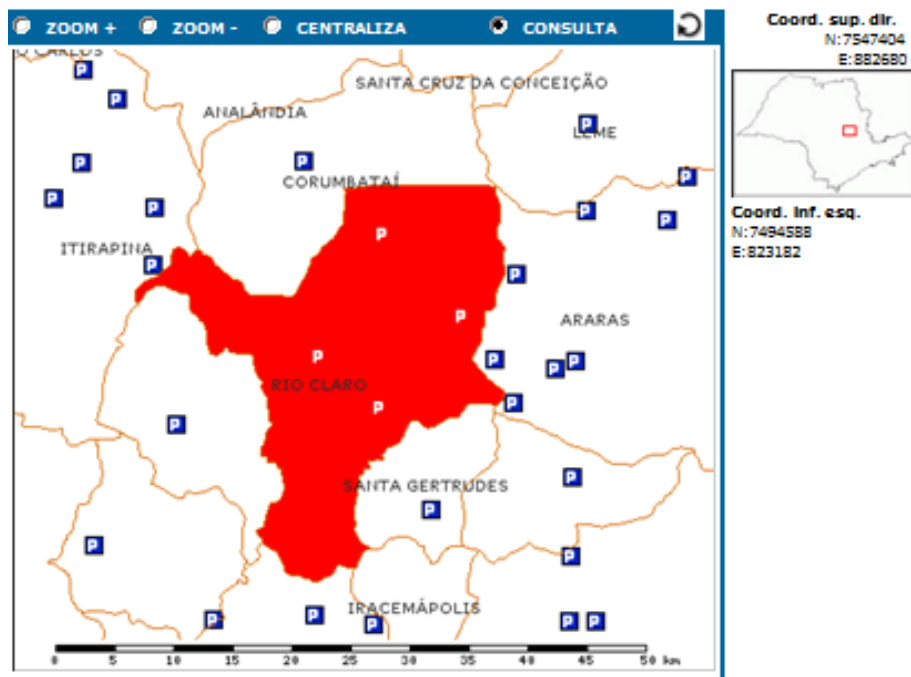 ZOOM +
ZOOM -
CENTRALIZA
CONSULTA
Coord. sup. dir.
N:7547404
E:882680
O CARLOS
SANTA CRUZ DA CONCEIÇÃO
ANALÂNDIA
P
P
LEME
P
P
P
CORUMBATAÍ
P
P
P
P
P
Coord. inf. esq.
N:7494588
E:823182
P
ITIRAPINA
P
P
P
ARARAS
P
P
P
P
P
RIO CLARO
P
P
P
P
SANTA GERTRUDES
P
P
P
P
IRACEMÁPOLIS
P
P
P
P
P
0 5 10 15 20 25 30 35 40 45 50 km